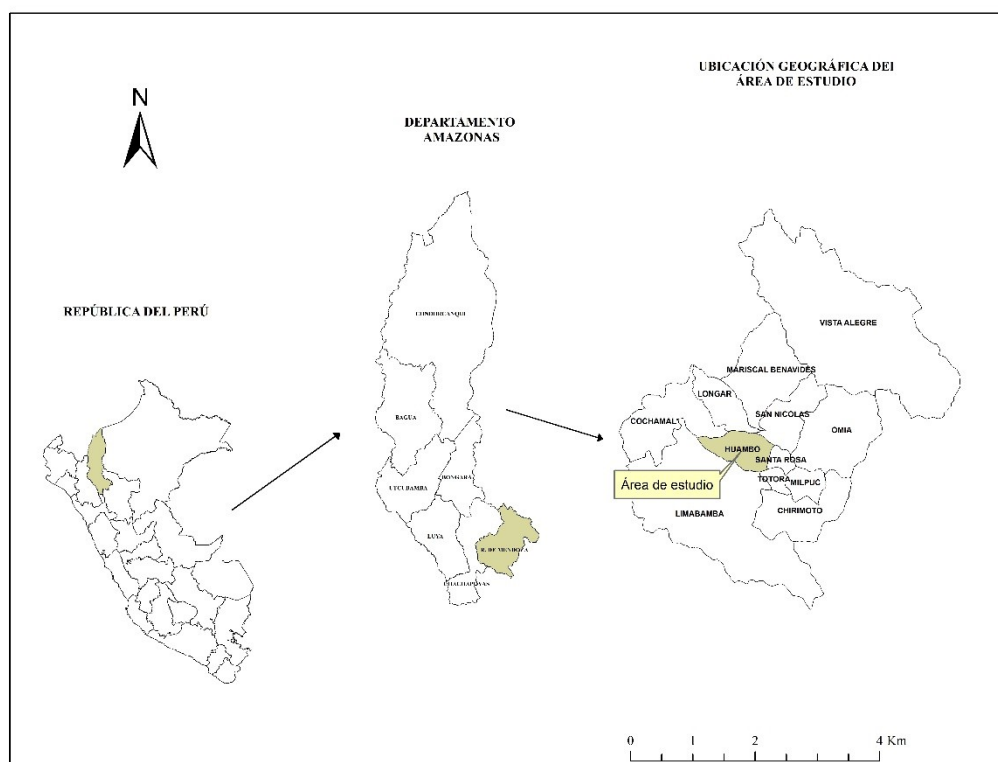 UBICACIÓN GEOGRÁFICA DEL
ÁREA DE ESTUDIO
N
DEPARTAMENTO
AMAZONAS
REPÚBLICA DEL PERÚ
CONDORCANQUI
BAGUA
UTCUBAMBA
BONGARA
LUYA
R. DE MENDOZA
CHACHAPOYAS
VISTA ALEGRE
MARISCAL BENAVIDES
LONGAR
SAN NICOLAS
COCHAMAL
OMIA
HUAMBO
SANTA ROSA
Área de estudio
TOTORA
MILPUC
LIMABAMBA
CHIRIMOTO
0 1 2 4 Km